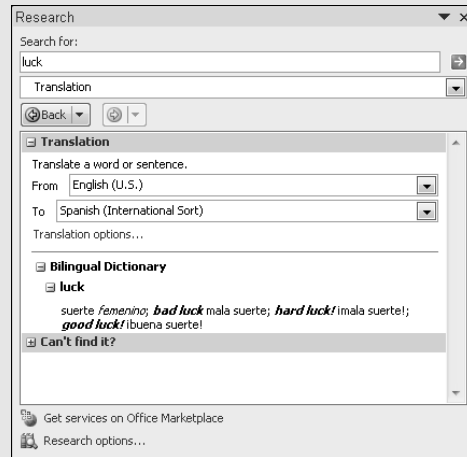 Research
Search for:
luck
Translation
Back
Translation
Translate a word or sentence.
From English (U.S.)
To Spanish (International Sort)
Translation options...
Bilingual Dictionary
luck
suerte femenino; bad luck mala suerte; hard luck! ¡mala suerte!;
good luck! ¡buena suerte!
Can't find it?
Get services on Office Marketplace
Research options...